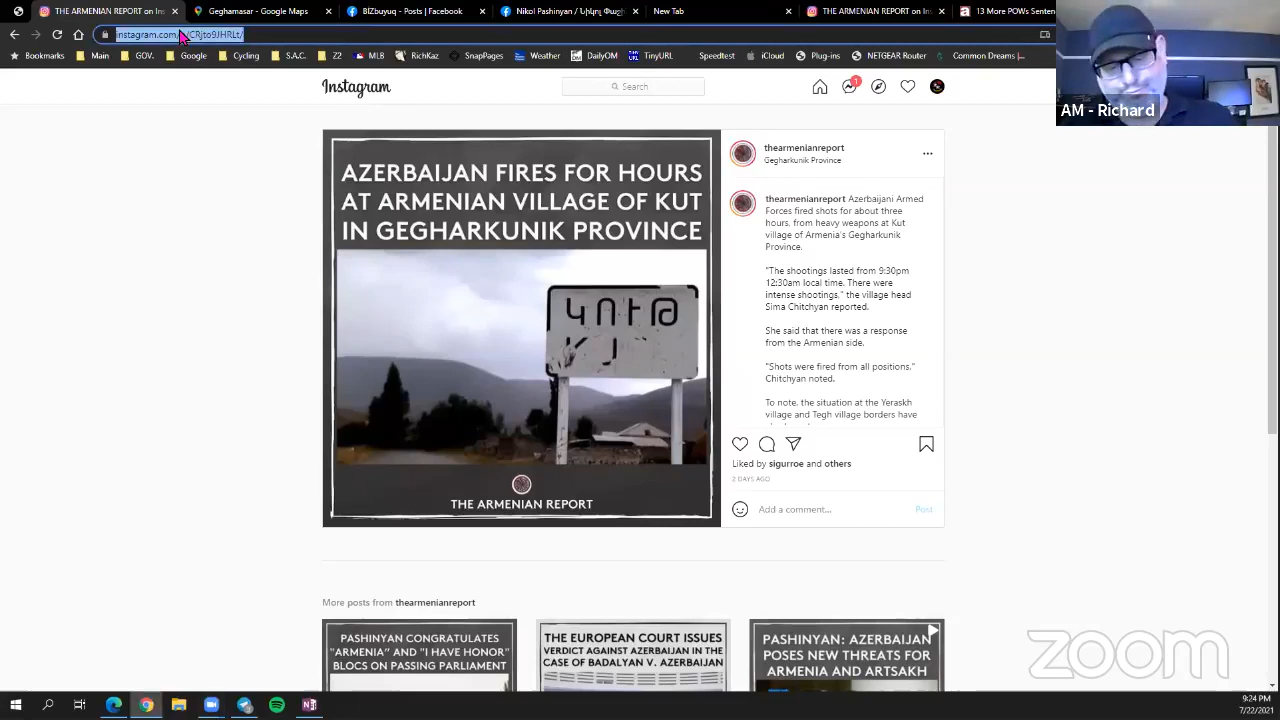 THE ARMENIAN REPORT on Ins
Geghamasar - Google Maps
BIZbuyuq - Posts | Facebook
Nikol Pashinyan / Նիկոլ Փաշին
New Tab
THE ARMENIAN REPORT on Ins
13 More POWs Sent
Bookmarks
Main
GOV.
Google
Cycling
S.A.C.
Z2
MLB
RichKaz
SnapPages
Weather
DailyOM
TinyURL
Speedtest
iCloud
Plug-ins
NETGEAR Router
Common Dreams |...
AM - Richard
Instagram
Search
1
AZERBAIJAN FIRES FOR HOURS
AT ARMENIAN VILLAGE OF KUT
IN GEGHARKUNIK PROVINCE
ԿՈՒԹ
THE ARMENIAN REPORT
thearmenianreport
Gegharkunik Province
thearmenianreport Azerbaijani Armed
Forces fired shots for about three
hours, from heavy weapons at Kut
village of Armenia's Gegharkunik
Province.
"The shootings lasted from 9:30pm
12:30am local time. There were
intense shootings," the village head
Sima Chitchyan reported.
She said that there was a response
from the Armenian side.
"Shots were fired from all positions,"
Chitchyan noted.
To note, the situation at the Yeraskh
village and Tegh village borders have
Liked by sigurroe and others
2 DAYS AGO
Add a comment...
Post
More posts from thearmenianreport
PASHINYAN CONGRATULATES
"ARMENIA" AND "I HAVE HONOR"
BLOCS ON PASSING PARLIAMENT
THE EUROPEAN COURT ISSUES
VERDICT AGAINST AZERBAIJAN IN THE
CASE OF BADALYAN V. AZERBAIJAN
PASHINYAN: AZERBAIJAN
POSES NEW THREATS FOR
ARMENIA AND ARTSAKH
zoom
9:24 PM
7/22/2021